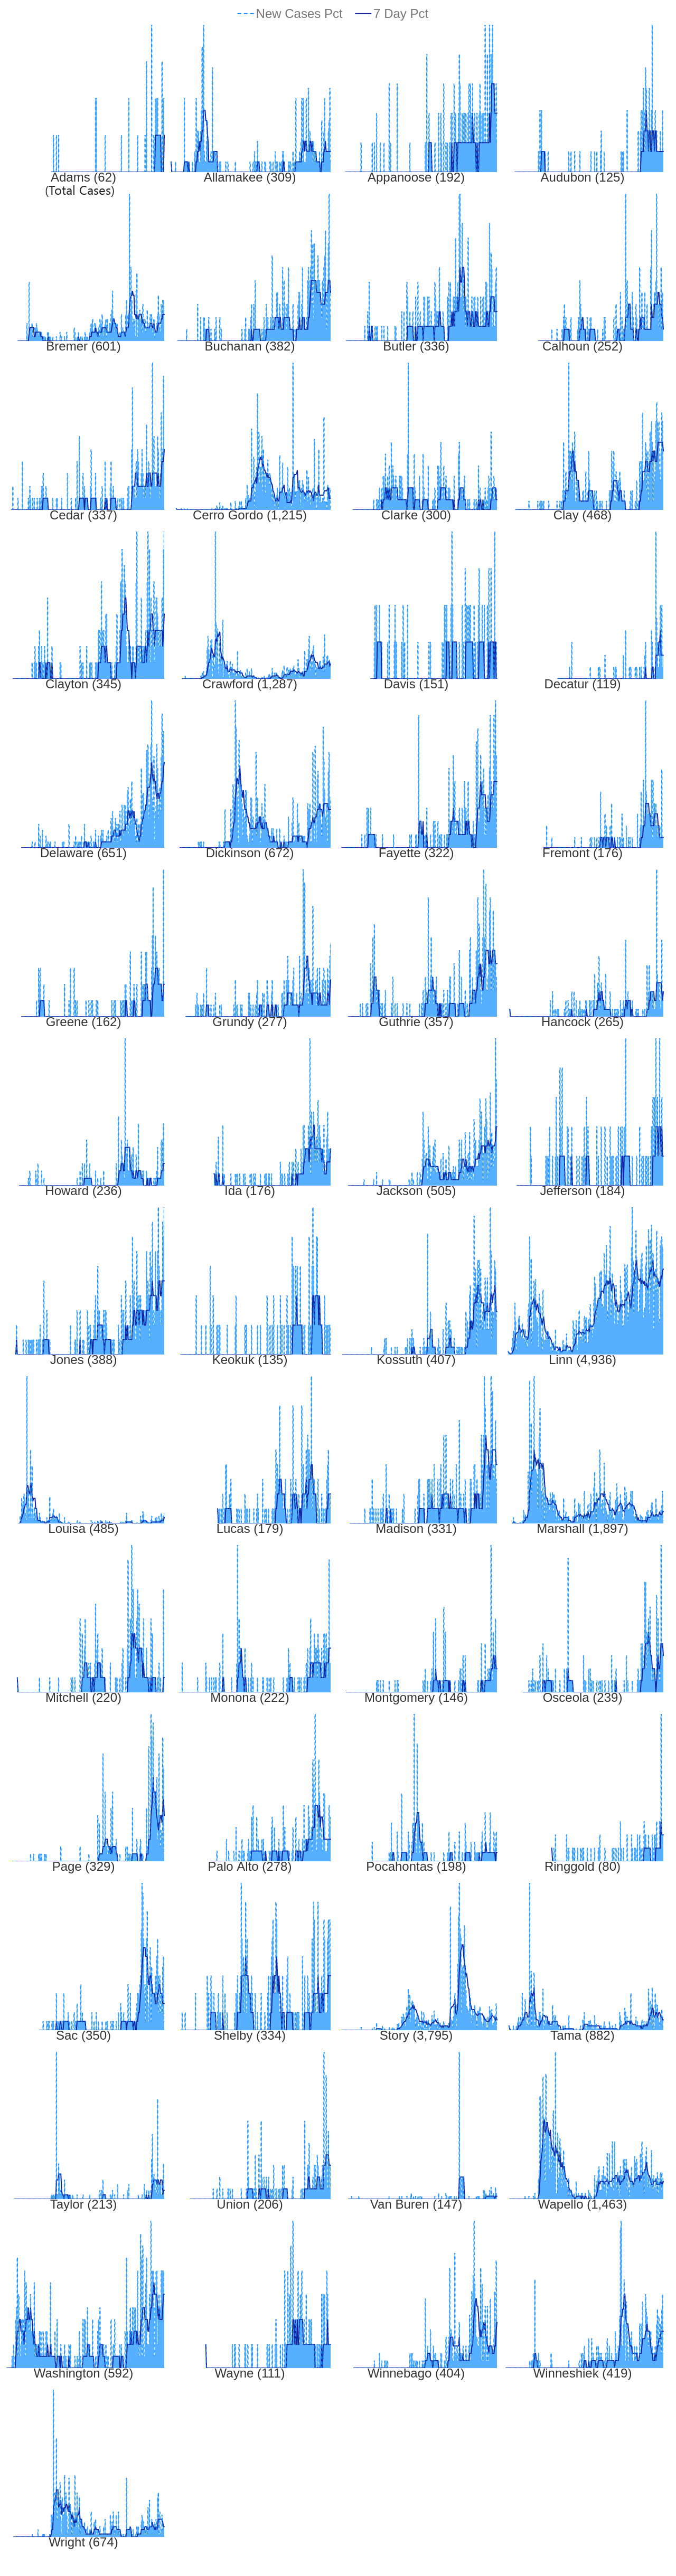 New Cases Pct 7 Day Pct
Adams (62) Allamakee (309) Appanoose (192) Audubon (125)
(Total Cases)
Bremer (601) Buchanan (382) Butler (336) Calhoun (252)
Cedar (337) Cerro Gordo (1,215) Clarke (300) Clay (468)
Clayton (345) Crawford (1,287) Davis (151) Decatur (119)
Delaware (651) Dickinson (672) Fayette (322) Fremont (176)
Greene (162) Grundy (277) Guthrie (357) Hancock (265)
Howard (236) Ida (176) Jackson (505) Jefferson (184)
Jones (388) Keokuk (135) Kossuth (407) Linn (4,936)
Louisa (485) Lucas (179) Madison (331) Marshall (1,897)
Mitchell (220) Monona (222) Montgomery (146) Osceola (239)
Page (329) Palo Alto (278) Pocahontas (198) Ringgold (80)
Sac (350) Shelby (334) Story (3,795) Tama (882)
Taylor (213) Union (206) Van Buren (147) Wapello (1,463)
Washington (592) Wayne (111) Winnebago (404) Winneshiek (419)
Wright (674)